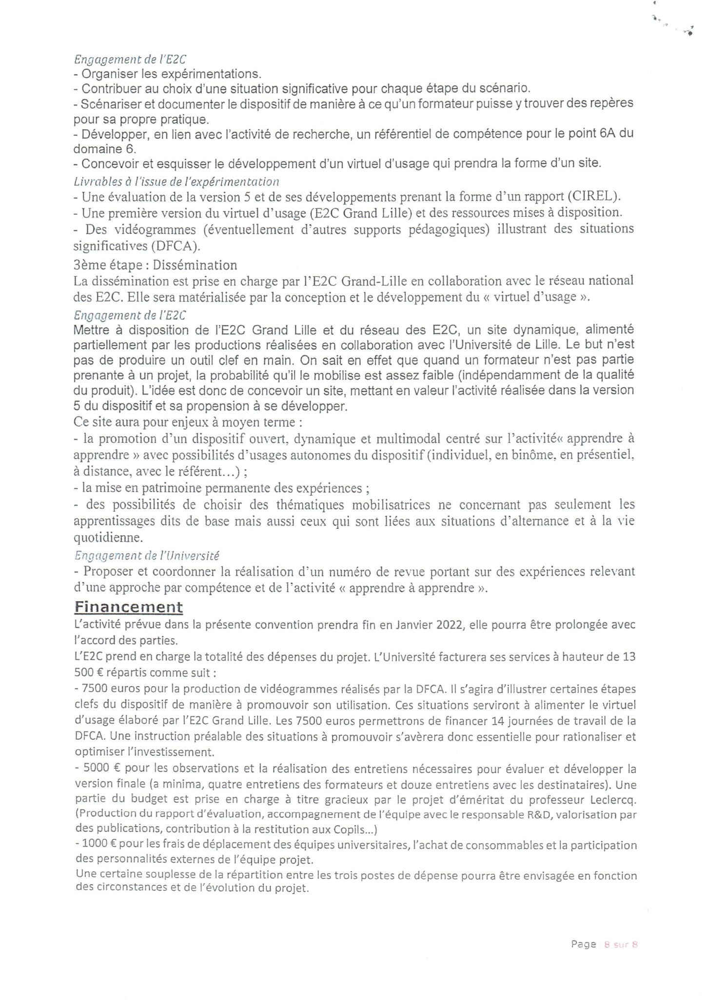 Engagement de l'E2C
- Organiser les expérimentations.
- Contribuer au choix d'une situation significative pour chaque étape du scénario.
- Scénariser et documenter le dispositif de manière à ce qu'un formateur puisse y trouver des repères
pour sa propre pratique.
- Développer, en lien avec l'activité de recherche, un référentiel de compétence pour le point 6A du
domaine 6.
- Concevoir et esquisser le développement d'un virtuel d'usage qui prendra la forme d'un site.
Livrables à l'issue de l'expérimentation
- Une évaluation de la version 5 et de ses développements prenant la forme d'un rapport (CIREL).
- Une première version du virtuel d'usage (E2C Grand Lille) et des ressources mises à disposition.
- Des vidéogrammes (éventuellement d'autres supports pédagogiques) illustrant des situations
significatives (DFCA).
3ème étape : Dissémination
La dissémination est prise en charge par l'E2C Grand-Lille en collaboration avec le réseau national
des E2C. Elle sera matérialisée par la conception et le développement du « virtuel d'usage ».
Engagement de l'E2C
Mettre à disposition de l'E2C Grand Lille et du réseau des E2C, un site dynamique, alimenté
partiellement par les productions réalisées en collaboration avec l'Université de Lille. Le but n'est
pas de produire un outil clef en main. On sait en effet que quand un formateur n'est pas partie
prenante à un projet, la probabilité qu'il le mobilise est assez faible (indépendamment de la qualité
du produit). L'idée est donc de concevoir un site, mettant en valeur l'activité réalisée dans la version
5 du dispositif et sa propension à se développer.
Ce site aura pour enjeux à moyen terme :
- la promotion d'un dispositif ouvert, dynamique et multimodal centré sur l'activité« apprendre à
apprendre » avec possibilités d'usages autonomes du dispositif (individuel, en binôme, en présentiel,
à distance, avec le référent...) ;
- la mise en patrimoine permanente des expériences ;
- des possibilités de choisir des thématiques mobilisatrices ne concernant pas seulement les
apprentissages dits de base mais aussi ceux qui sont liées aux situations d'alternance et à la vie
quotidienne.
Engagement de l'Université
- Proposer et coordonner la réalisation d'un numéro de revue portant sur des expériences relevant
d'une approche par compétence et de l'activité « apprendre à apprendre ».
Financement
L'activité prévue dans la présente convention prendra fin en Janvier 2022, elle pourra être prolongée avec
l'accord des parties.
L'E2C prend en charge la totalité des dépenses du projet. L'Université facturera ses services à hauteur de 13
500 € répartis comme suit :
- 7500 euros pour la production de vidéogrammes réalisés par la DFCA. Il s'agira d'illustrer certaines étapes
clefs du dispositif de manière à promouvoir son utilisation. Ces situations serviront à alimenter le virtuel
d'usage élaboré par l'E2C Grand Lille. Les 7500 euros permettrons de financer 14 journées de travail de la
DFCA. Une instruction préalable des situations à promouvoir s'avèrera donc essentielle pour rationaliser et
optimiser l'investissement.
- 5000 € pour les observations et la réalisation des entretiens nécessaires pour évaluer et développer la
version finale (a minima, quatre entretiens des formateurs et douze entretiens avec les destinataires). Une
partie du budget est prise en charge à titre gracieux par le projet d'éméritat du professeur Leclercq.
(Production du rapport d'évaluation, accompagnement de l'équipe avec le responsable R&D, valorisation par
des publications, contribution à la restitution aux Copils...)
- 1000 € pour les frais de déplacement des équipes universitaires, l'achat de consommables et la participation
des personnalités externes de l'équipe projet.
Une certaine souplesse de la répartition entre les trois postes de dépense pourra être envisagée en fonction
des circonstances et de l'évolution du projet.
Page 8 sur 8